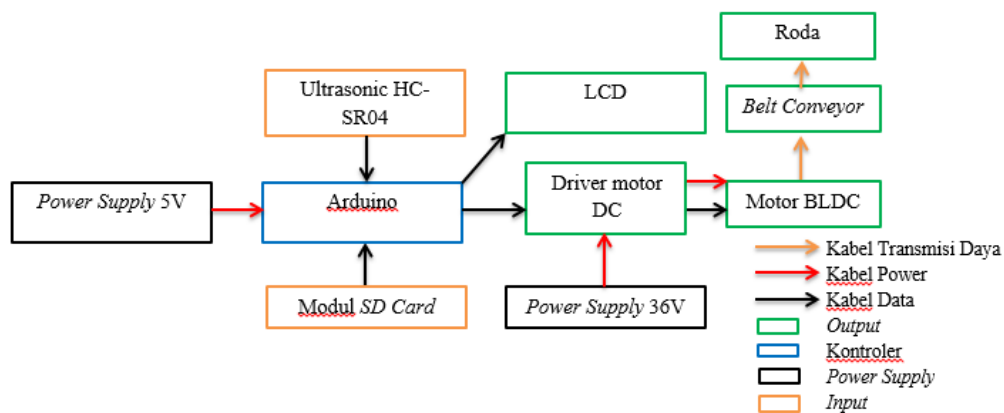 Roda
Ultrasonic HC-
SR04
LCD
Belt Conveyor
Power Supply 5V
Arduino
Driver motor
DC
Motor BLDC
Modul SD Card
Power Supply 36V
Kabel Transmisi Daya
Kabel Power
Kabel Data
Output
Kontroler
Power Supply
Input